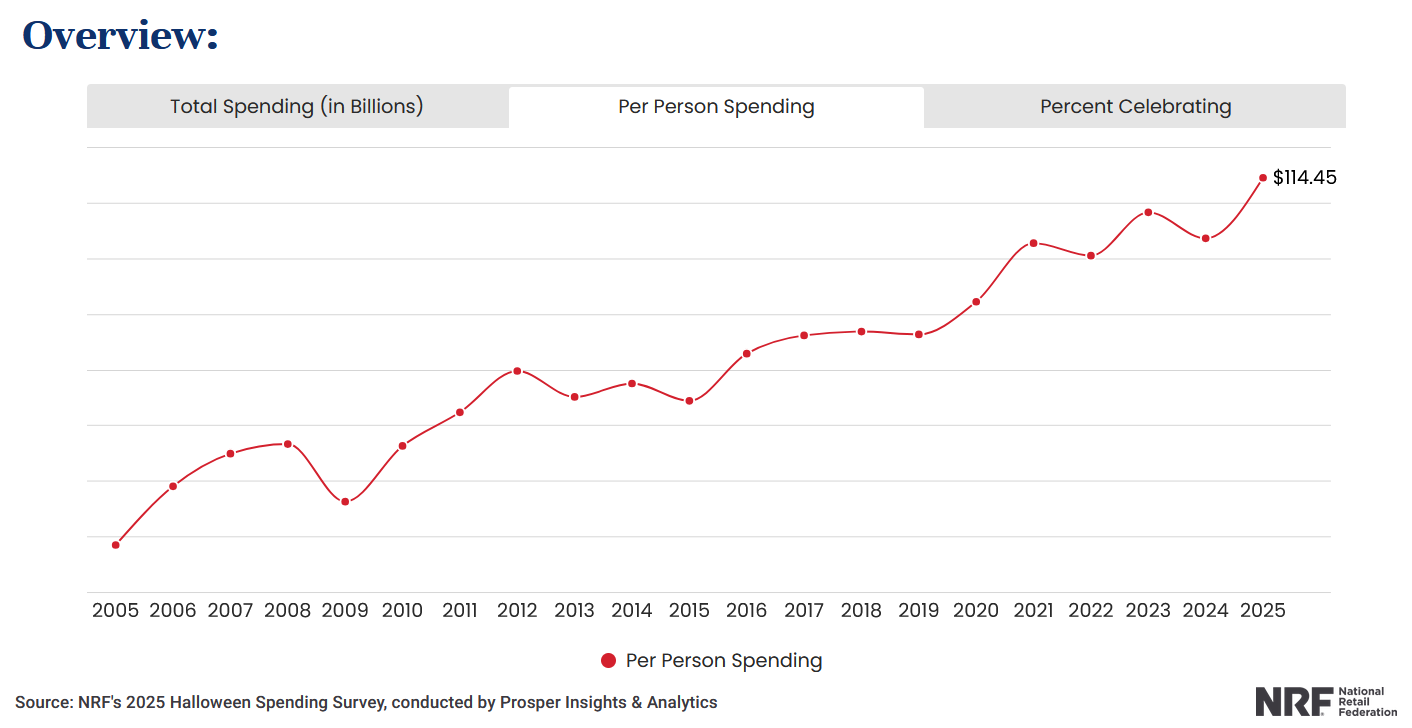 Overview:
Total Spending (in Billions)
Per Person Spending
Percent Celebrating
$114.45
2005 2006 2007 2008 2009 2010 2011 2012 2013 2014 2015 2016 2017 2018 2019 2020 2021 2022 2023 2024 2025
Per Person Spending
Source: NRF's 2025 Halloween Spending Survey, conducted by Prosper Insights & Analytics
NRF
National
Retail
Federation